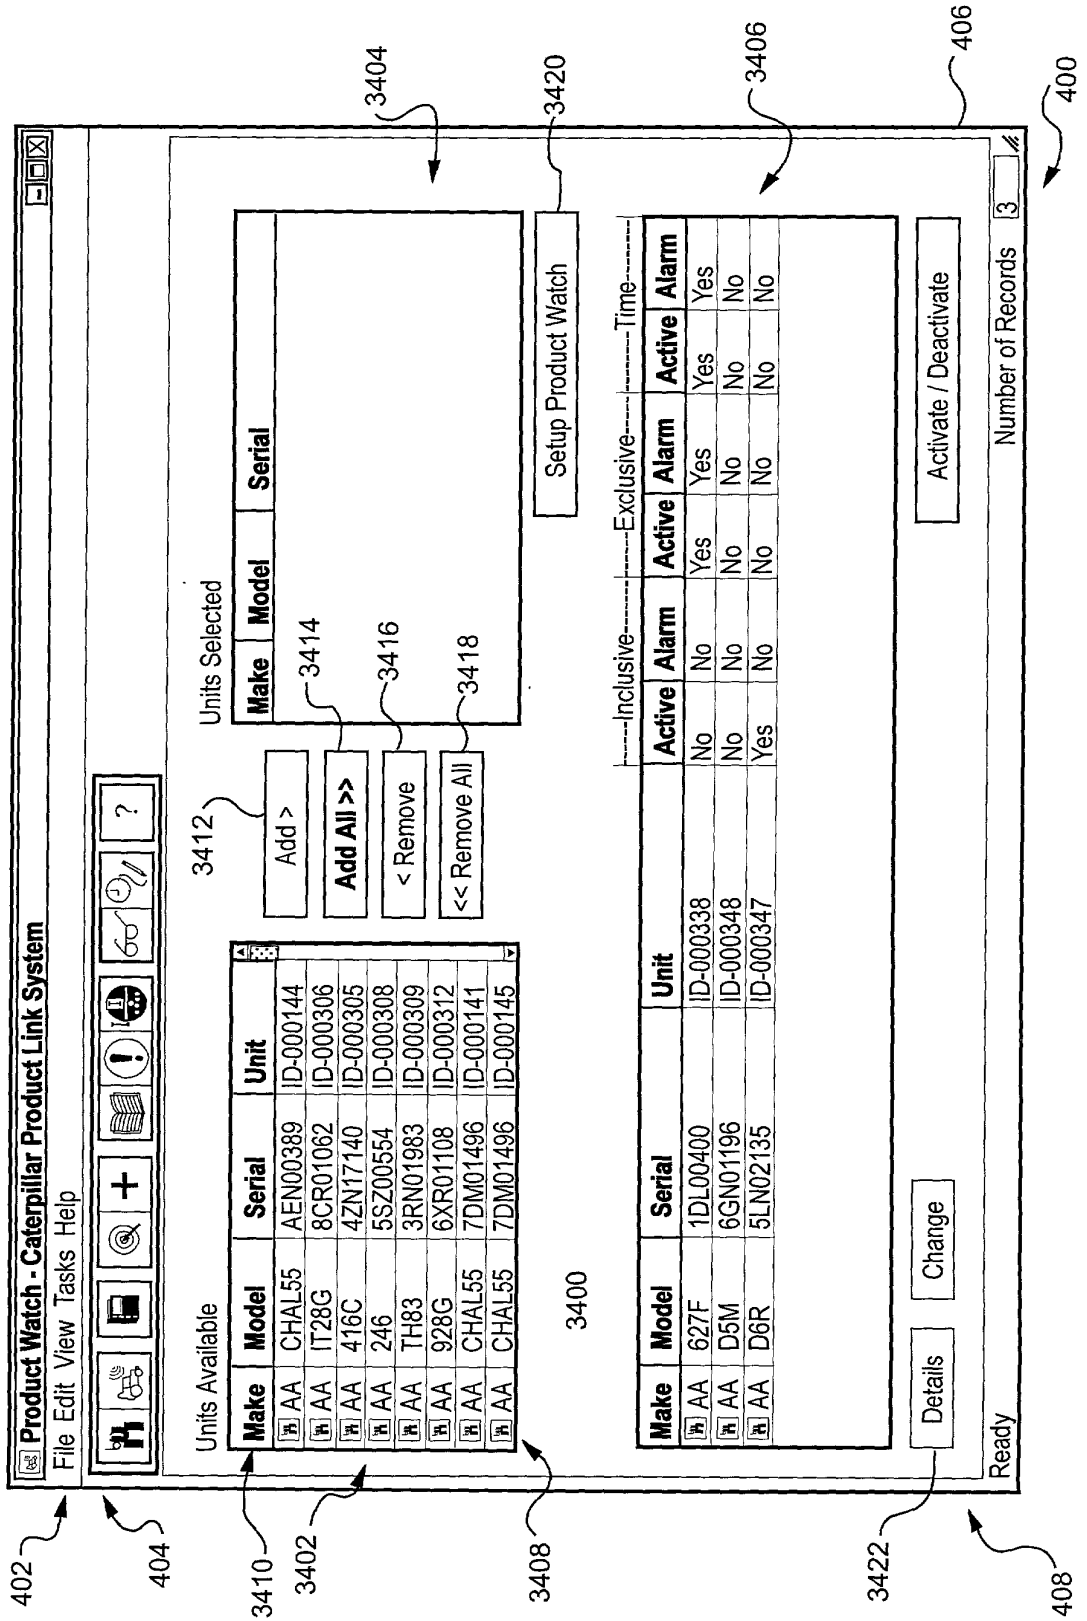 402
404
Product Watch - Caterpillar Product Link System
File Edit View Tasks Help
?
3410
3402
3408
Units Available
Make Model Serial Unit
AA CHAL55 AEN00389 ID-000144
AA IT28G 8CR01062 ID-000306
AA 416C 4ZN17140 ID-000305
AA 246 5SZ00554 ID-000308
AA TH83 3RN01983 ID-000309
AA 928G 6XR01108 ID-000312
AA CHAL55 7DM01496 ID-000141
AA CHAL55 7DM01496 ID-000145
3412
Add >
Add All >>
< Remove
<< Remove All
3414
3416
3418
Units Selected
Make Model Serial
3404
Setup Product Watch
3420
3400
-----Inclusive---------Exclusive---------Time-------
Make Model Serial Unit Active Alarm Active Alarm Active Alarm
AA 627F 1DL00400 ID-000338 No No Yes Yes Yes Yes
AA D5M 6GN01196 ID-000348 No No No No No No
AA D6R 5LN02135 ID-000347 Yes No No No No No
3406
Details Change Activate / Deactivate
3422
Ready Number of Records 3
406
408
400